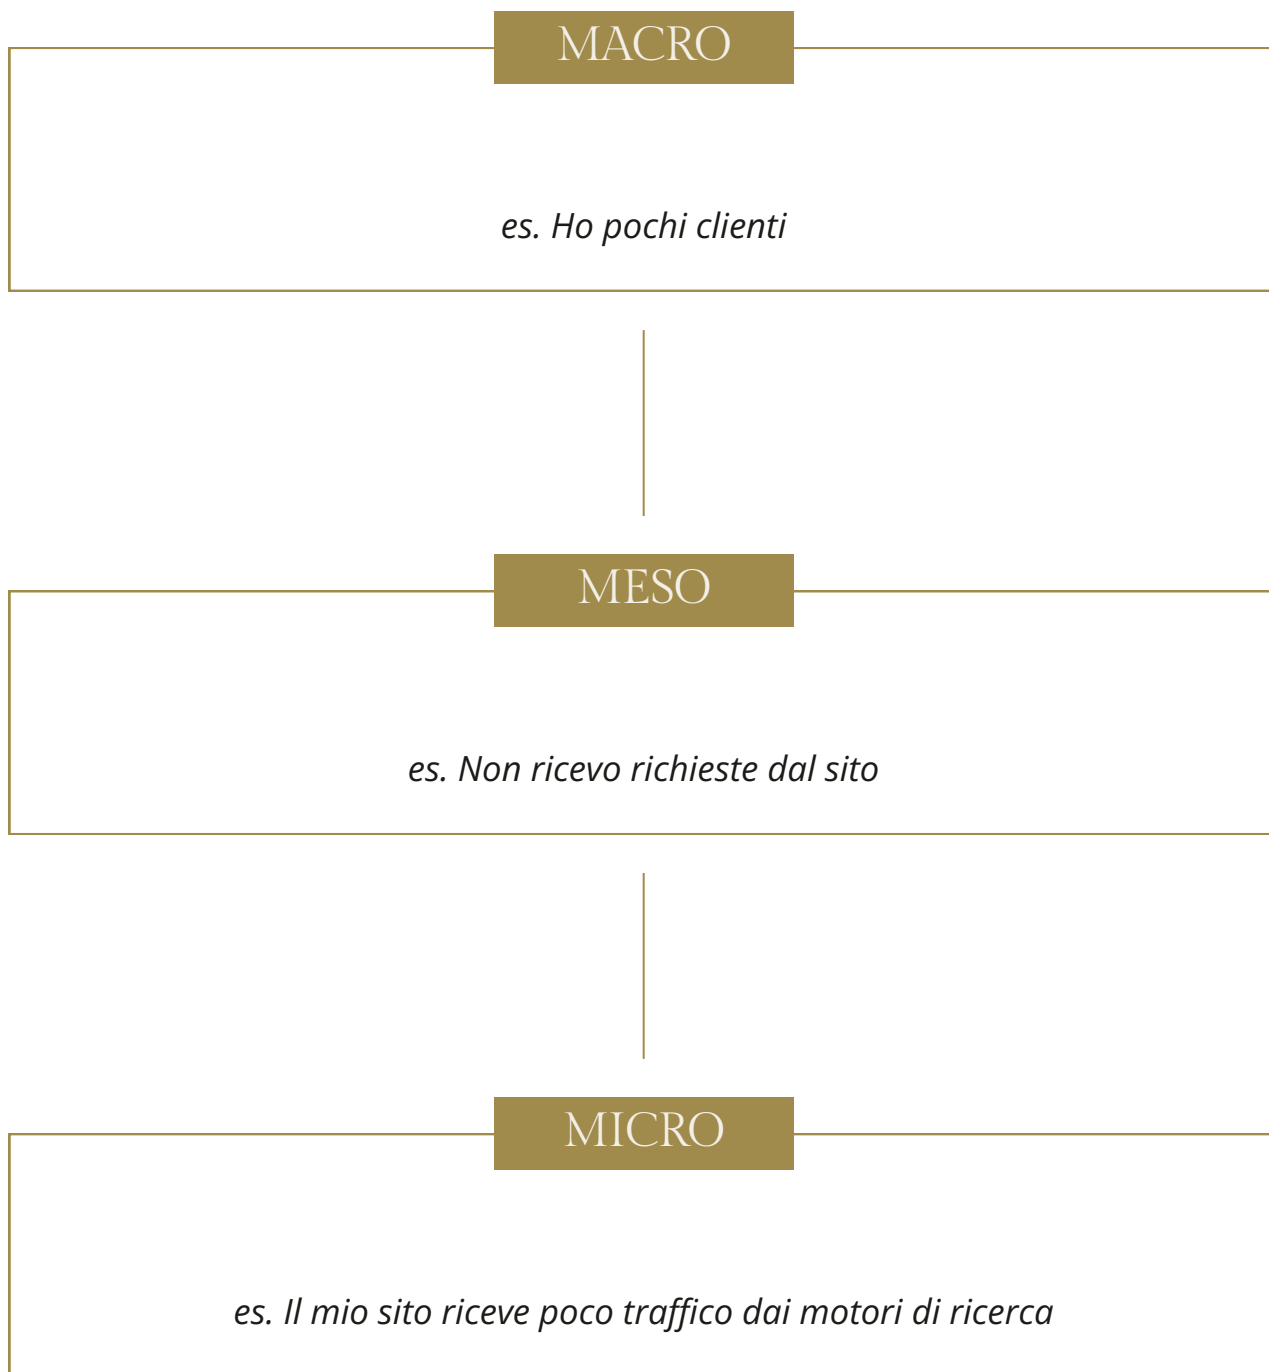 MACRO
es. Ho pochi clienti
MESO
es. Non ricevo richieste dal sito
MICRO
es. Il mio sito riceve poco traffico dai motori di ricerca